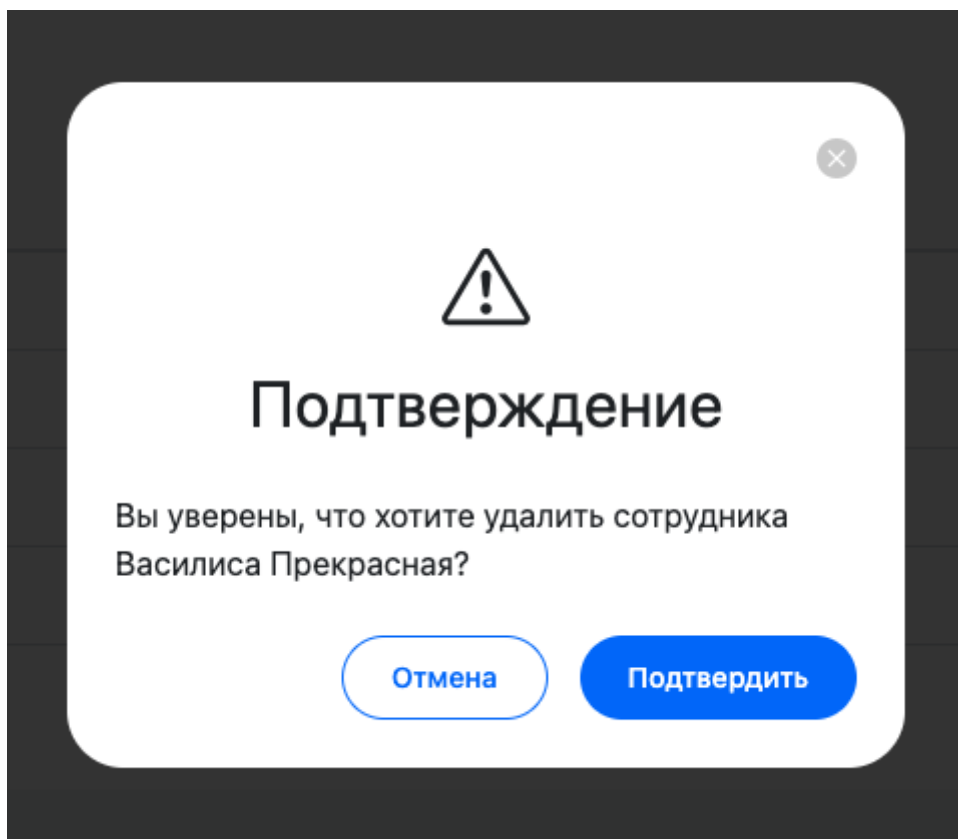 Подтверждение
Вы уверены, что хотите удалить сотрудника
Василиса Прекрасная?
Отмена
Подтвердить